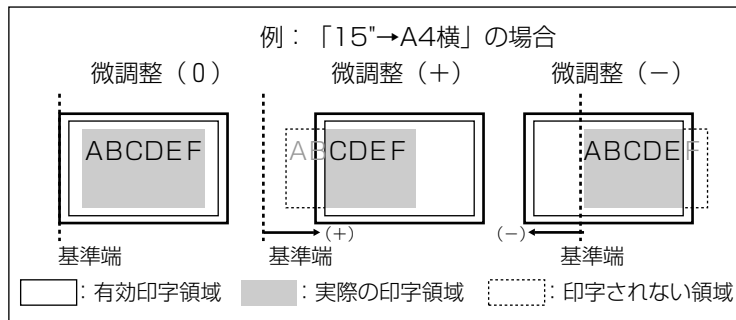 例：「15"→A4横」の場合
微調整（0） 微調整（＋） 微調整（－）
ABCDEF ABCDEF ABCDEF
（＋） （－）
基準端 基準端 基準端
：有効印字領域 ：実際の印字領域 ：印字されない領域